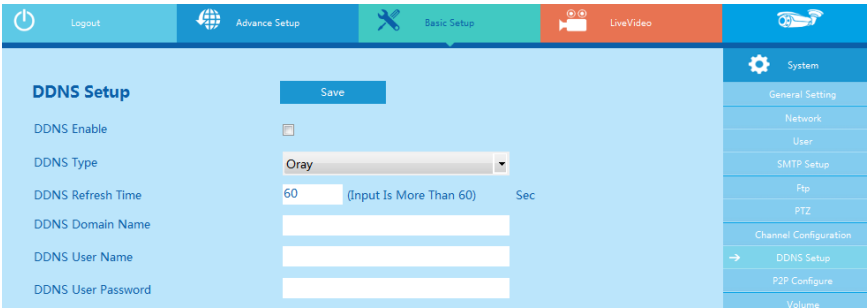 Logout
Advance Setup
Basic Setup
LiveVideo
DDNS Setup
Save
DDNS Enable
DDNS Type
Oray
DDNS Refresh Time
60
(Input Is More Than 60)
Sec
DDNS Domain Name
DDNS User Name
DDNS User Password
System
General Setting
Network
User
SMTP Setup
Ftp
PTZ
Channel Configuration
DDNS Setup
P2P Configure
Volume